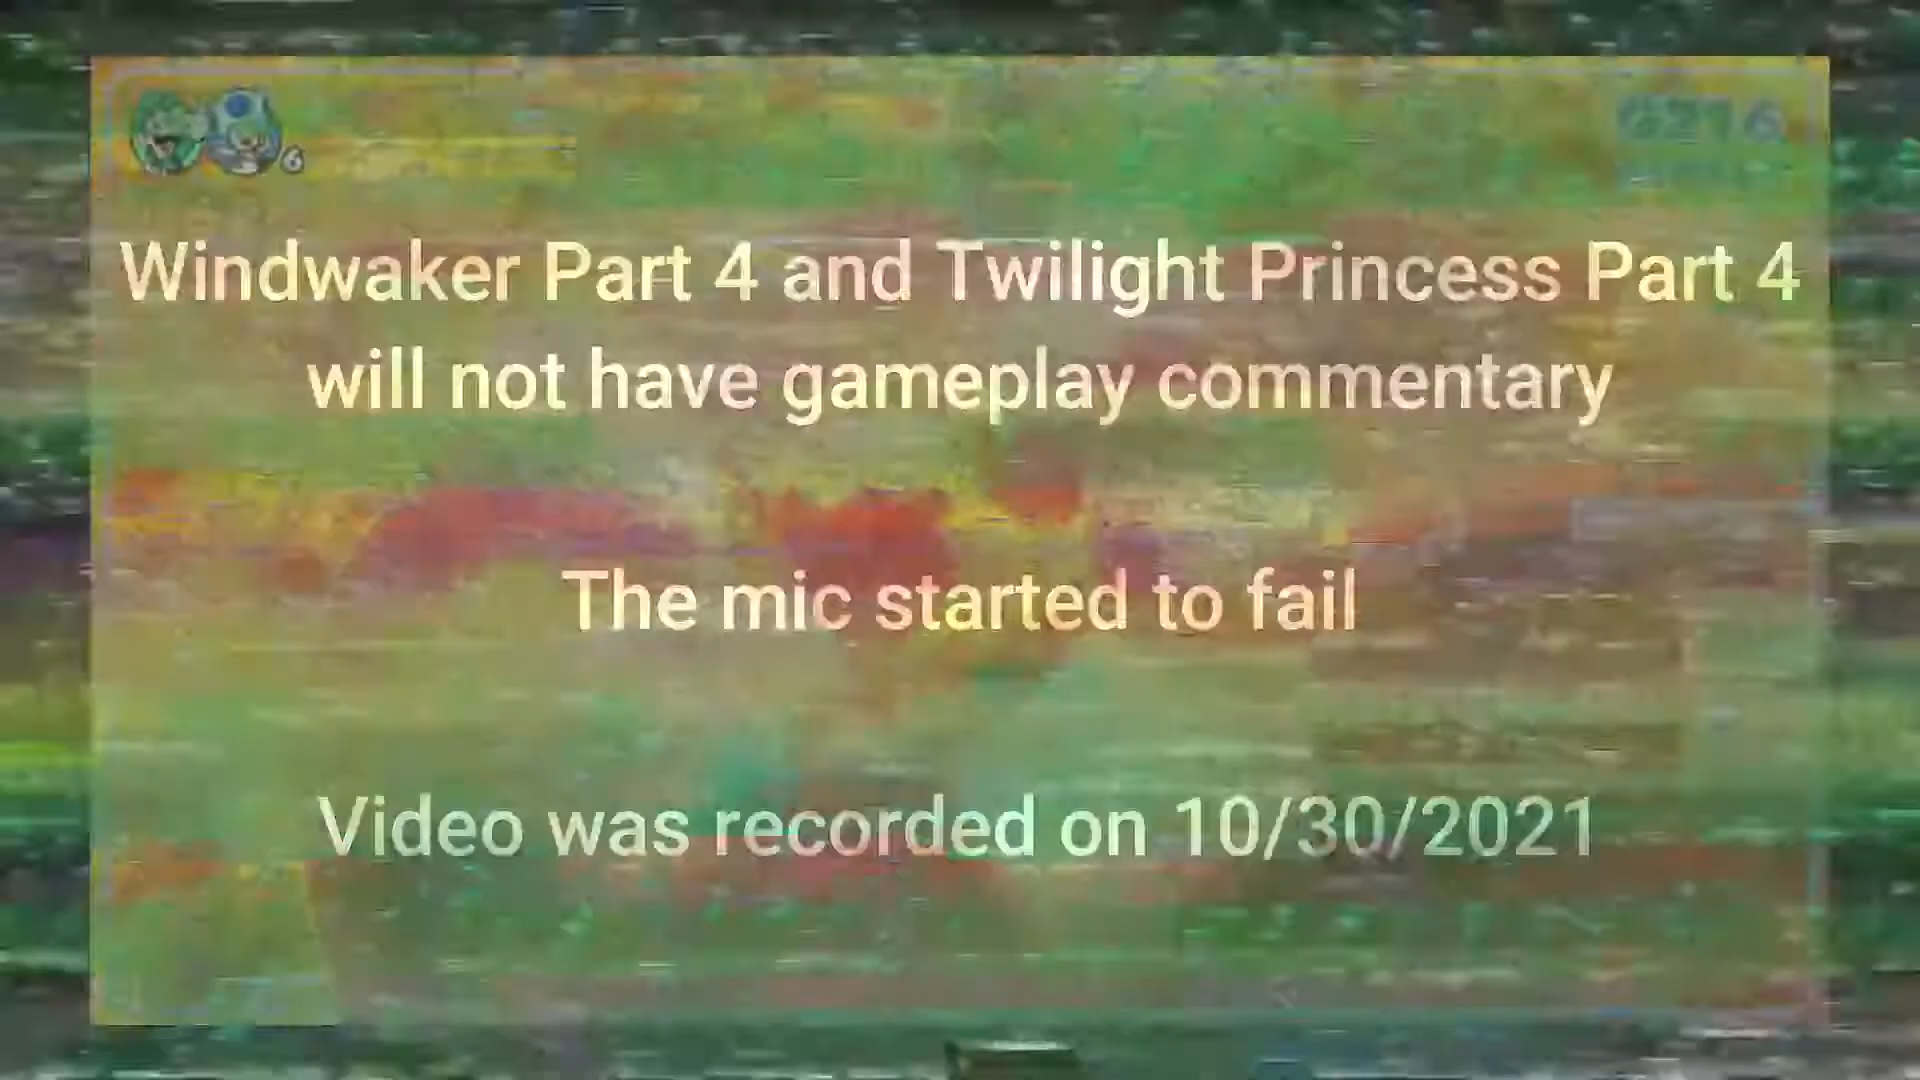 6
Windwaker Part 4 and Twilight Princess Part 4
will not have gameplay commentary
The mic started to fail
Video was recorded on 10/30/2021